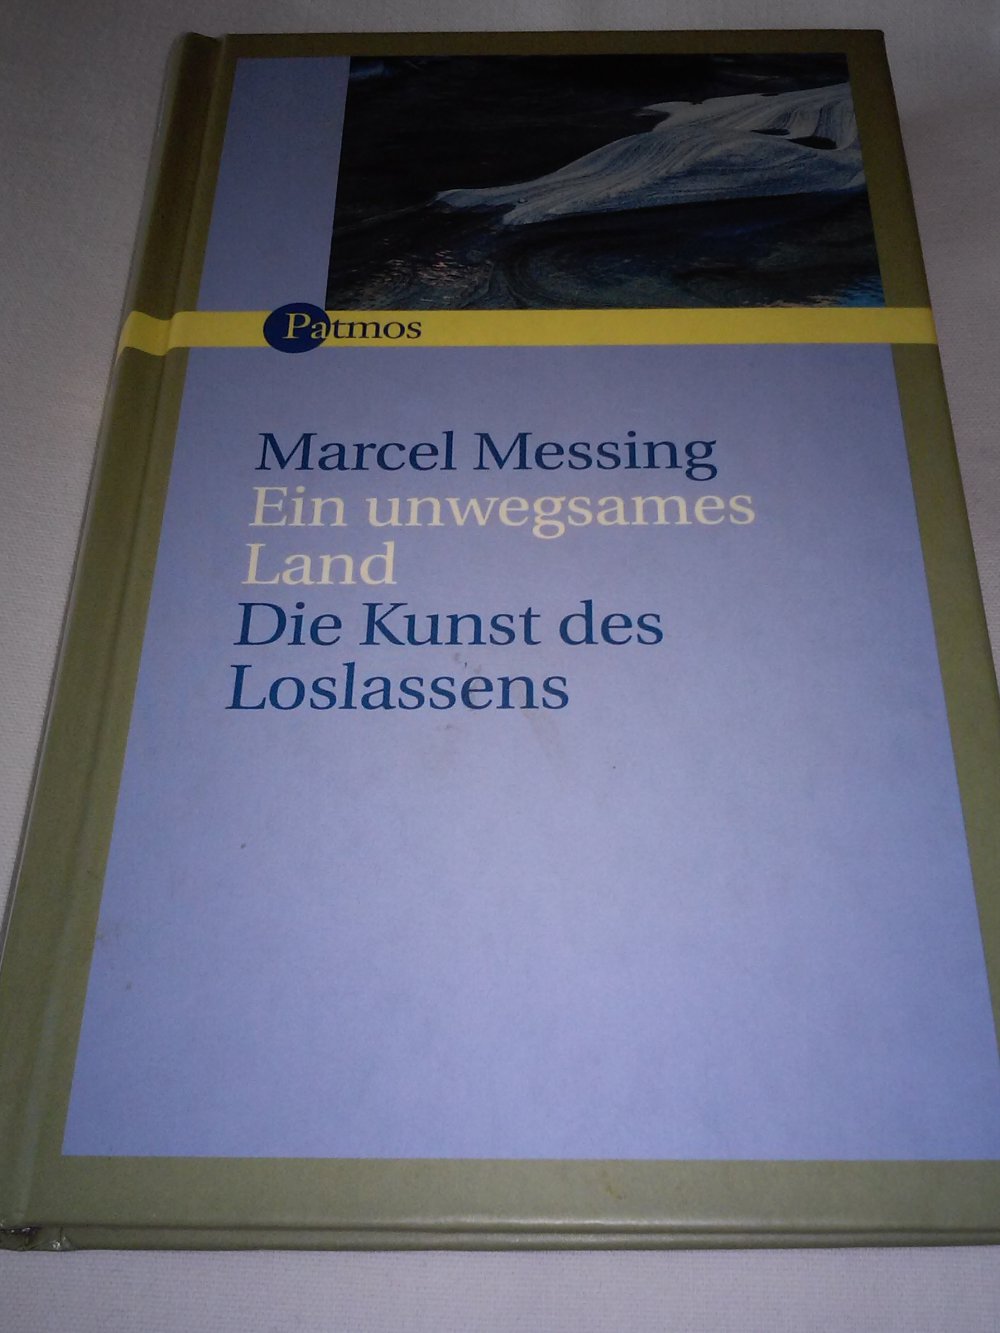 Patmos
Marcel Messing
Ein unwegsames
Land
Die Kunst des
Loslassens